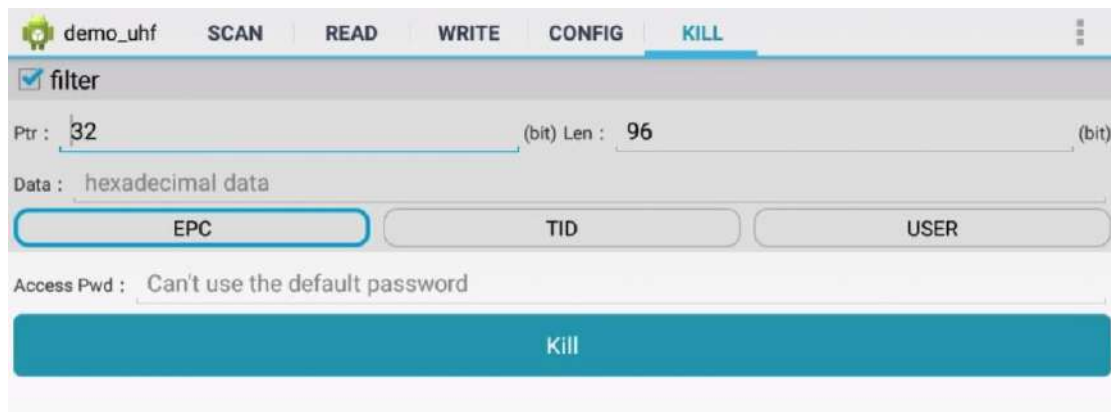 demo_uhf SCAN READ WRITE CONFIG KILL
filter
Ptr : 32 (bit) Len : 96 (bit)
Data : hexadecimal data
EPC TID USER
Access Pwd : Can't use the default password
Kill